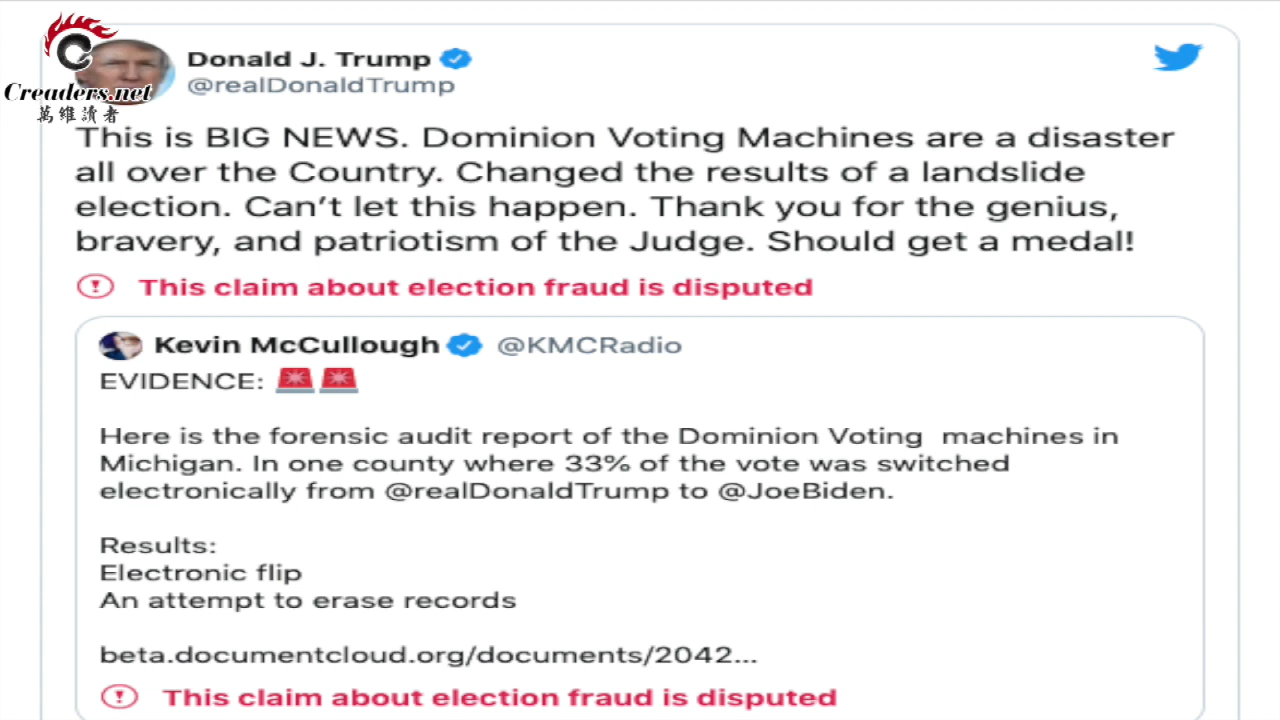 Creaders.net
萬維讀者
Donald J. Trump
@realDonaldTrump
This is BIG NEWS. Dominion Voting Machines are a disaster
all over the Country. Changed the results of a landslide
election. Can’t let this happen. Thank you for the genius,
bravery, and patriotism of the Judge. Should get a medal!
This claim about election fraud is disputed
Kevin McCullough @KMCRadio
EVIDENCE: 🚨🚨
Here is the forensic audit report of the Dominion Voting machines in
Michigan. In one county where 33% of the vote was switched
electronically from @realDonaldTrump to @JoeBiden.
Results:
Electronic flip
An attempt to erase records
beta.documentcloud.org/documents/2042...
This claim about election fraud is disputed